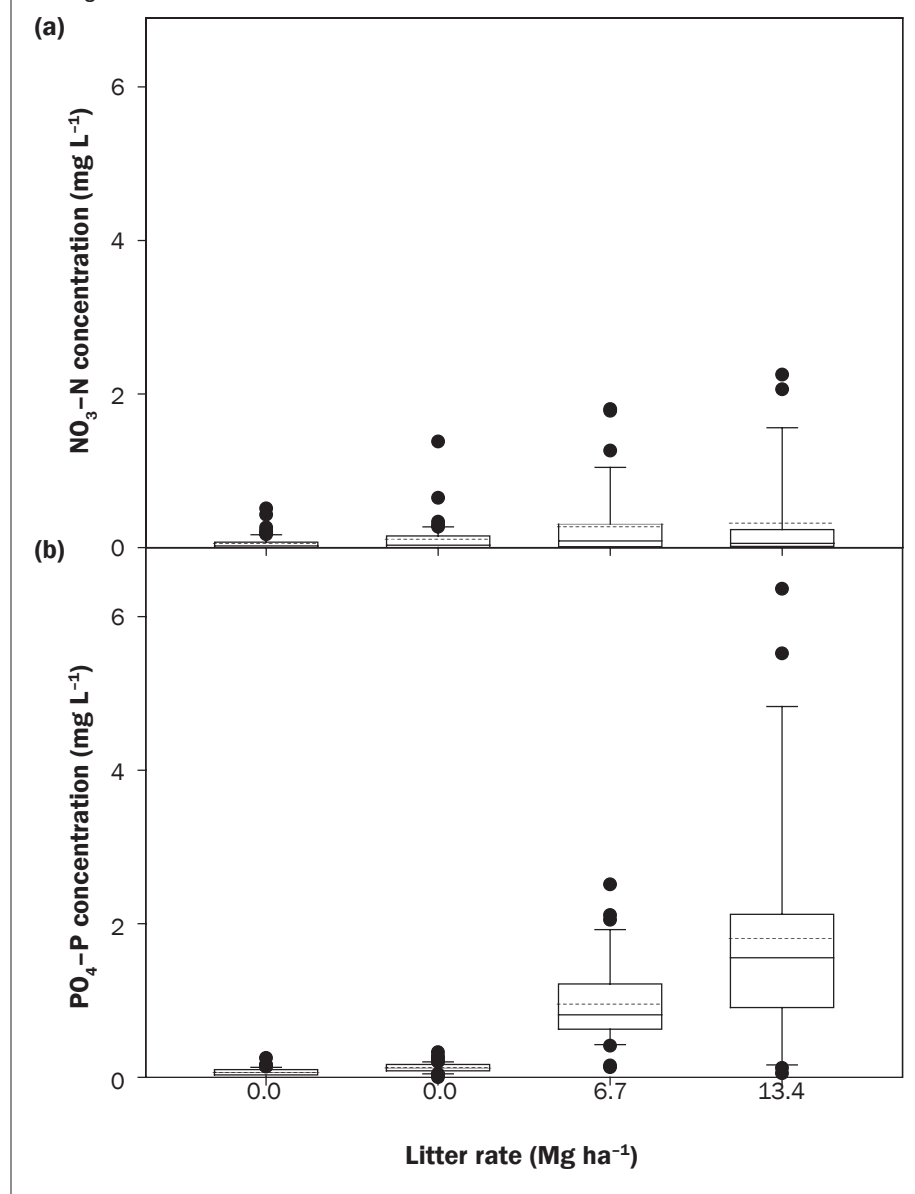 (a)
6
4
2
0
NO₃–N concentration (mg L⁻¹)
(b)
6
4
2
0
PO₄–P concentration (mg L⁻¹)
0.0 0.0 6.7 13.4
Litter rate (Mg ha⁻¹)